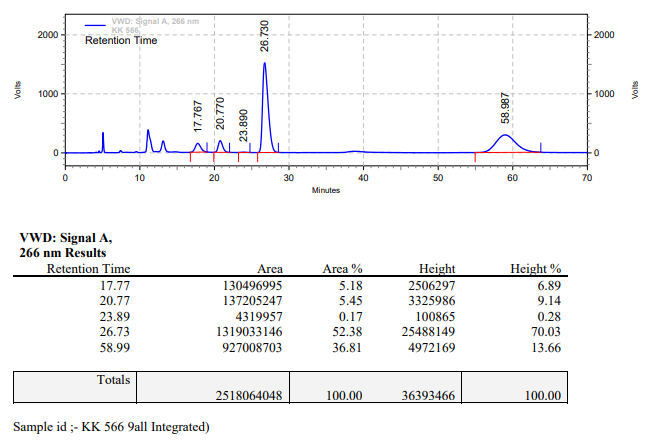 VWD: Signal A, 266 nm
KK 566,
Retention Time
2000
1000
0
Volts
17.767
20.770
23.890
26.730
58.987
2000
1000
0
Volts
0 10 20 30 40 50 60 70
Minutes
VWD: Signal A,
266 nm Results
Retention Time Area Area % Height Height %
17.77 130496995 5.18 2506297 6.89
20.77 137205247 5.45 3325986 9.14
23.89 4319957 0.17 100865 0.28
26.73 1319033146 52.38 25488149 70.03
58.99 927008703 36.81 4972169 13.66
Totals
2518064048 100.00 36393466 100.00
Sample id ;- KK 566 9all Integrated)